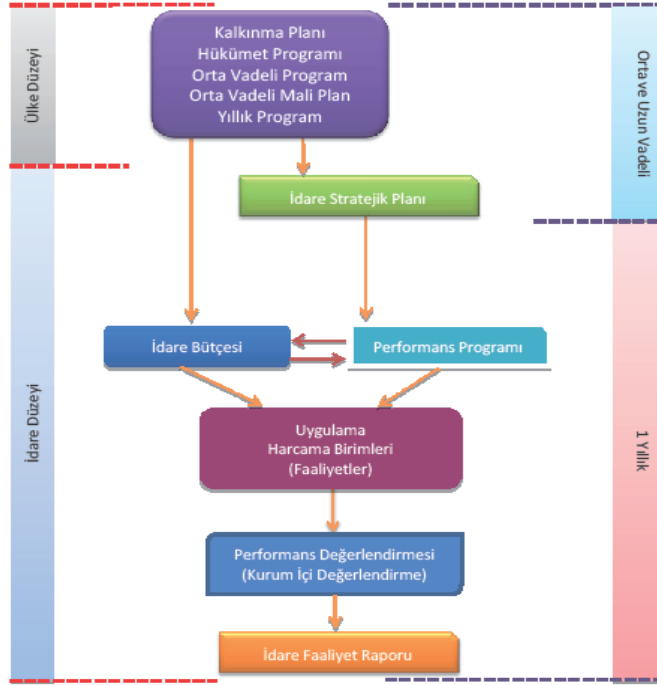 Ülke Düzeyi
Kalkınma Planı
Hükümet Programı
Orta Vadeli Program
Orta Vadeli Mali Plan
Yıllık Program
Orta ve Uzun Vadeli
İdare Stratejik Planı
İdare Düzeyi
İdare Bütçesi
Performans Programı
1 Yıllık
Uygulama
Harcama Birimleri
(Faaliyetler)
Performans Değerlendirmesi
(Kurum İçi Değerlendirme)
İdare Faaliyet Raporu